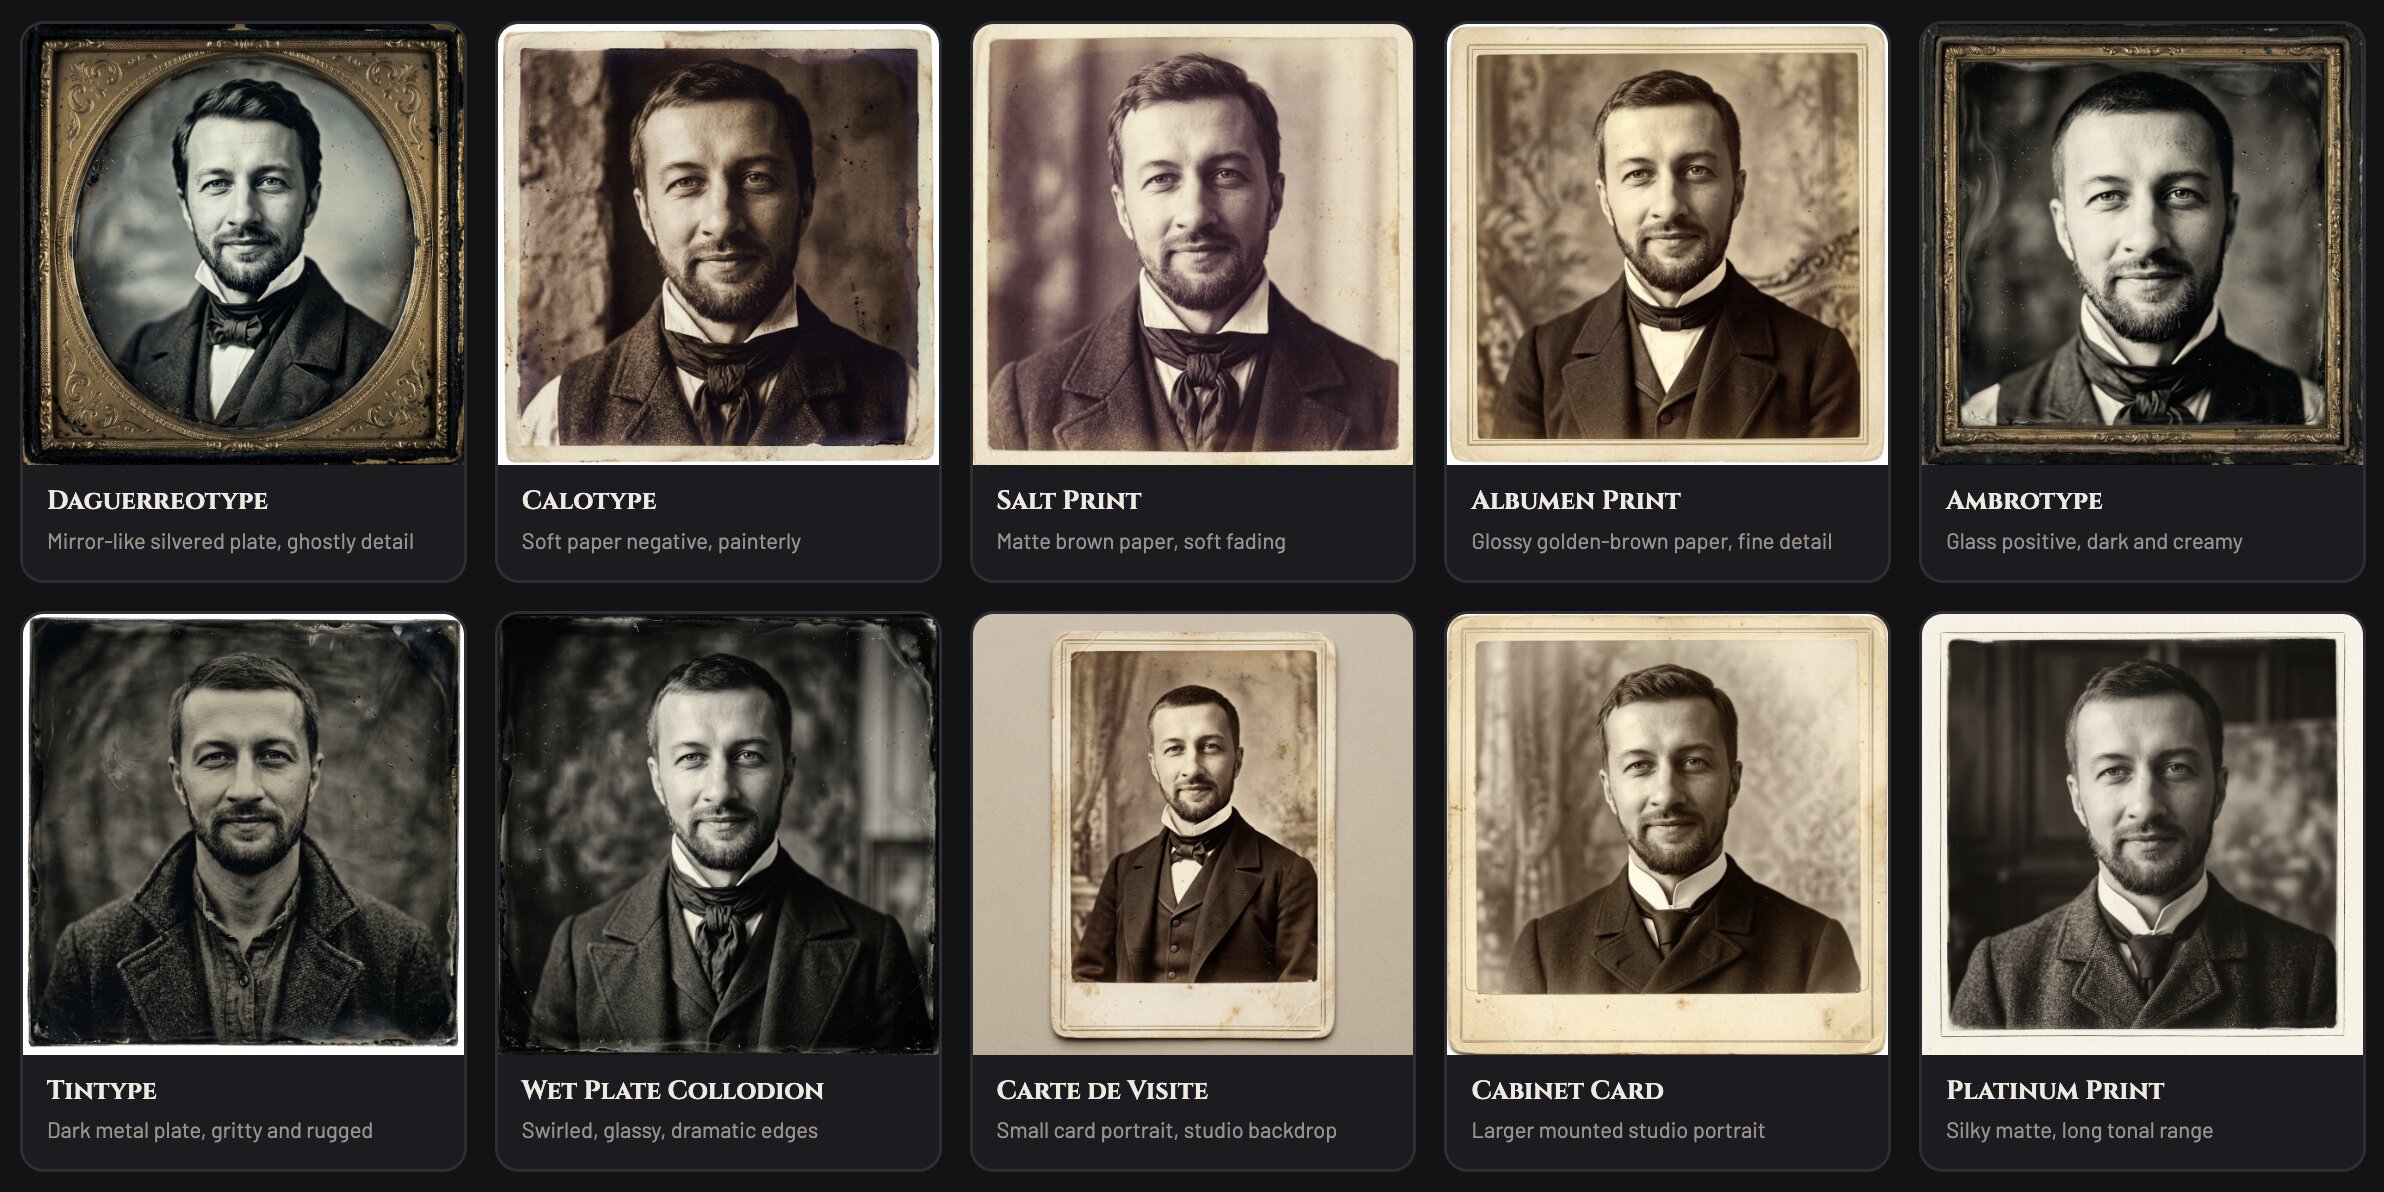 Daguerreotype
Mirror-like silvered plate, ghostly detail
Calotype
Soft paper negative, painterly
Salt Print
Matte brown paper, soft fading
Albumen Print
Glossy golden-brown paper, fine detail
Ambrotype
Glass positive, dark and creamy
Tintype
Dark metal plate, gritty and rugged
Wet Plate Collodion
Swirled, glassy, dramatic edges
Carte de Visite
Small card portrait, studio backdrop
Cabinet Card
Larger mounted studio portrait
Platinum Print
Silky matte, long tonal range